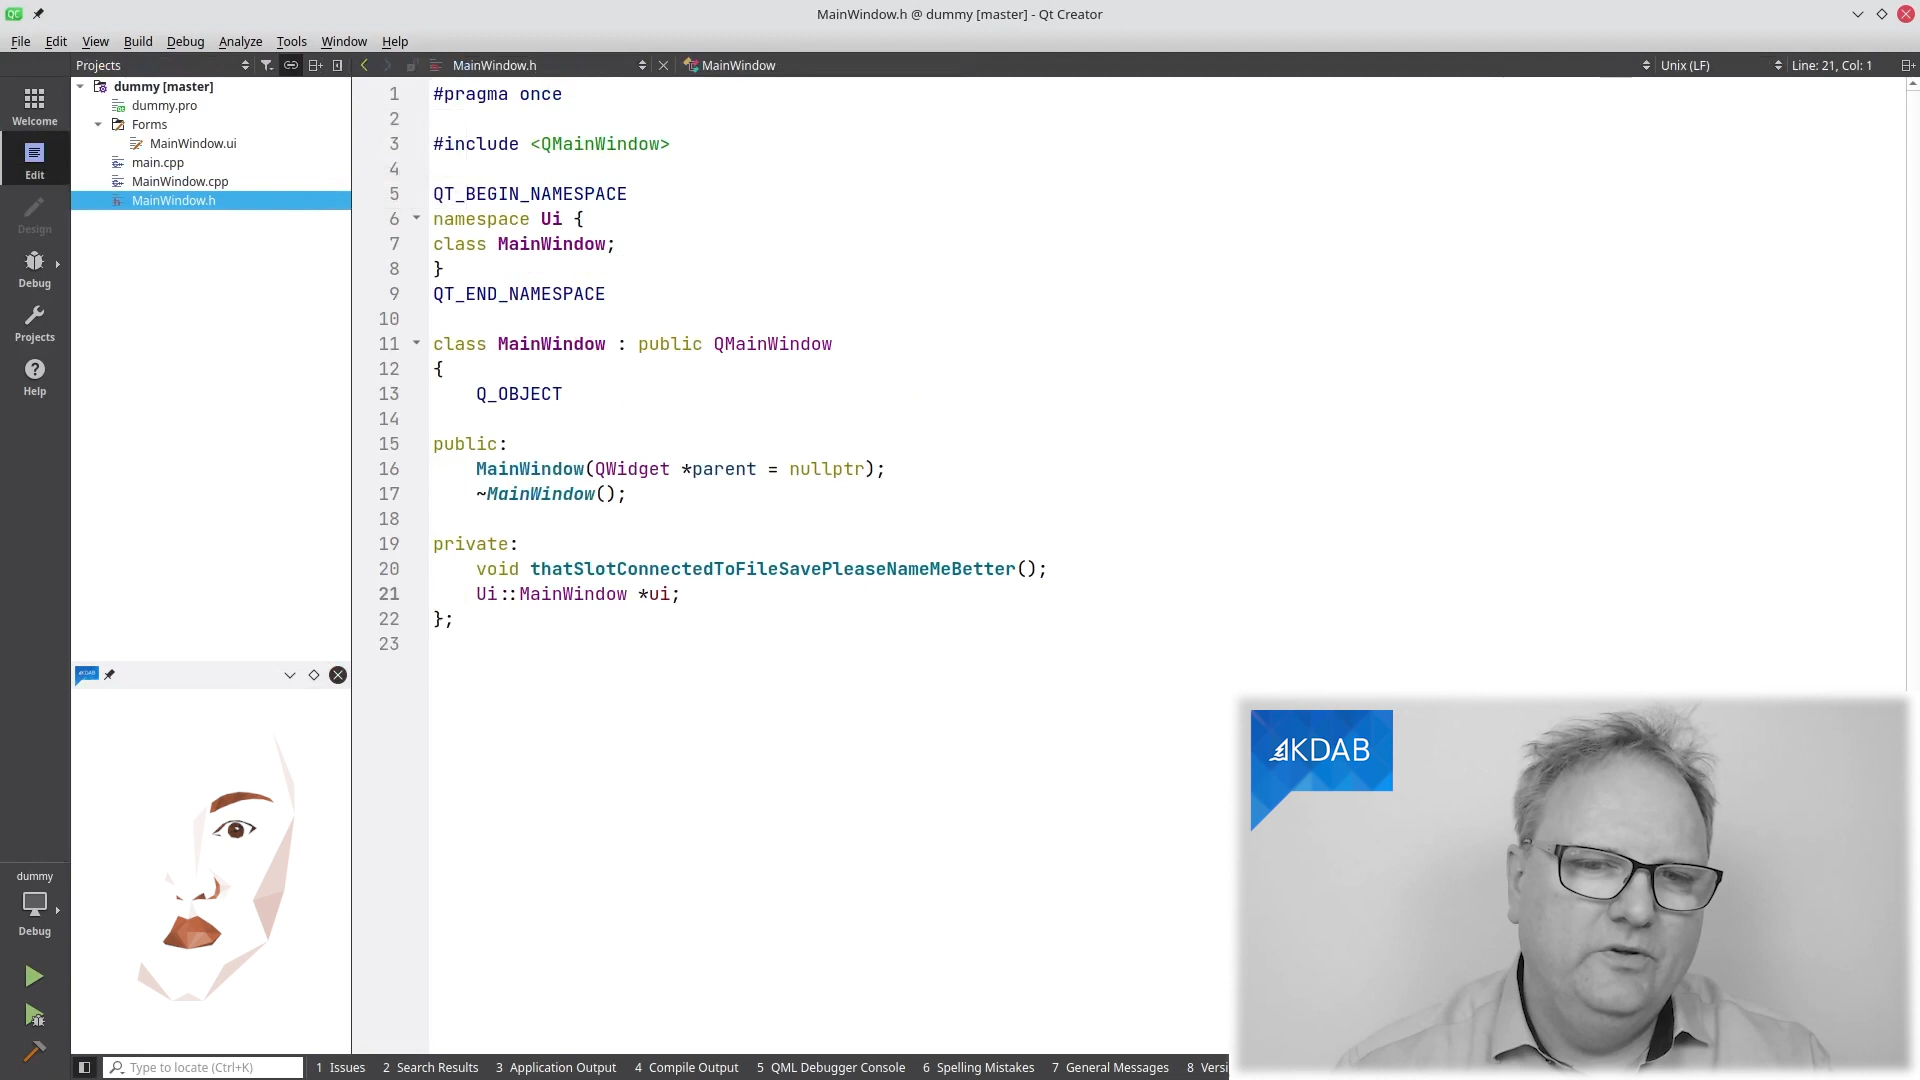 MainWindow.h @ dummy [master] - Qt Creator
File Edit View Build Debug Analyze Tools Window Help
Projects MainWindow.h MainWindow Unix (LF) Line: 21, Col: 1
Welcome
Edit
Design
Debug
Projects
Help
dummy
Debug
dummy [master]
dummy.pro
Forms
MainWindow.ui
main.cpp
MainWindow.cpp
MainWindow.h
1 #pragma once
2
3 #include <QMainWindow>
4
5 QT_BEGIN_NAMESPACE
6 namespace Ui {
7 class MainWindow;
8 }
9 QT_END_NAMESPACE
10
11 class MainWindow : public QMainWindow
12 {
13 Q_OBJECT
14
15 public:
16 MainWindow(QWidget *parent = nullptr);
17 ~MainWindow();
18
19 private:
20 void thatSlotConnectedToFileSavePleaseNameMeBetter();
21 Ui::MainWindow *ui;
22 };
23
KDAB
Type to locate (Ctrl+K) 1 Issues 2 Search Results 3 Application Output 4 Compile Output 5 QML Debugger Console 6 Spelling Mistakes 7 General Messages 8 Versi